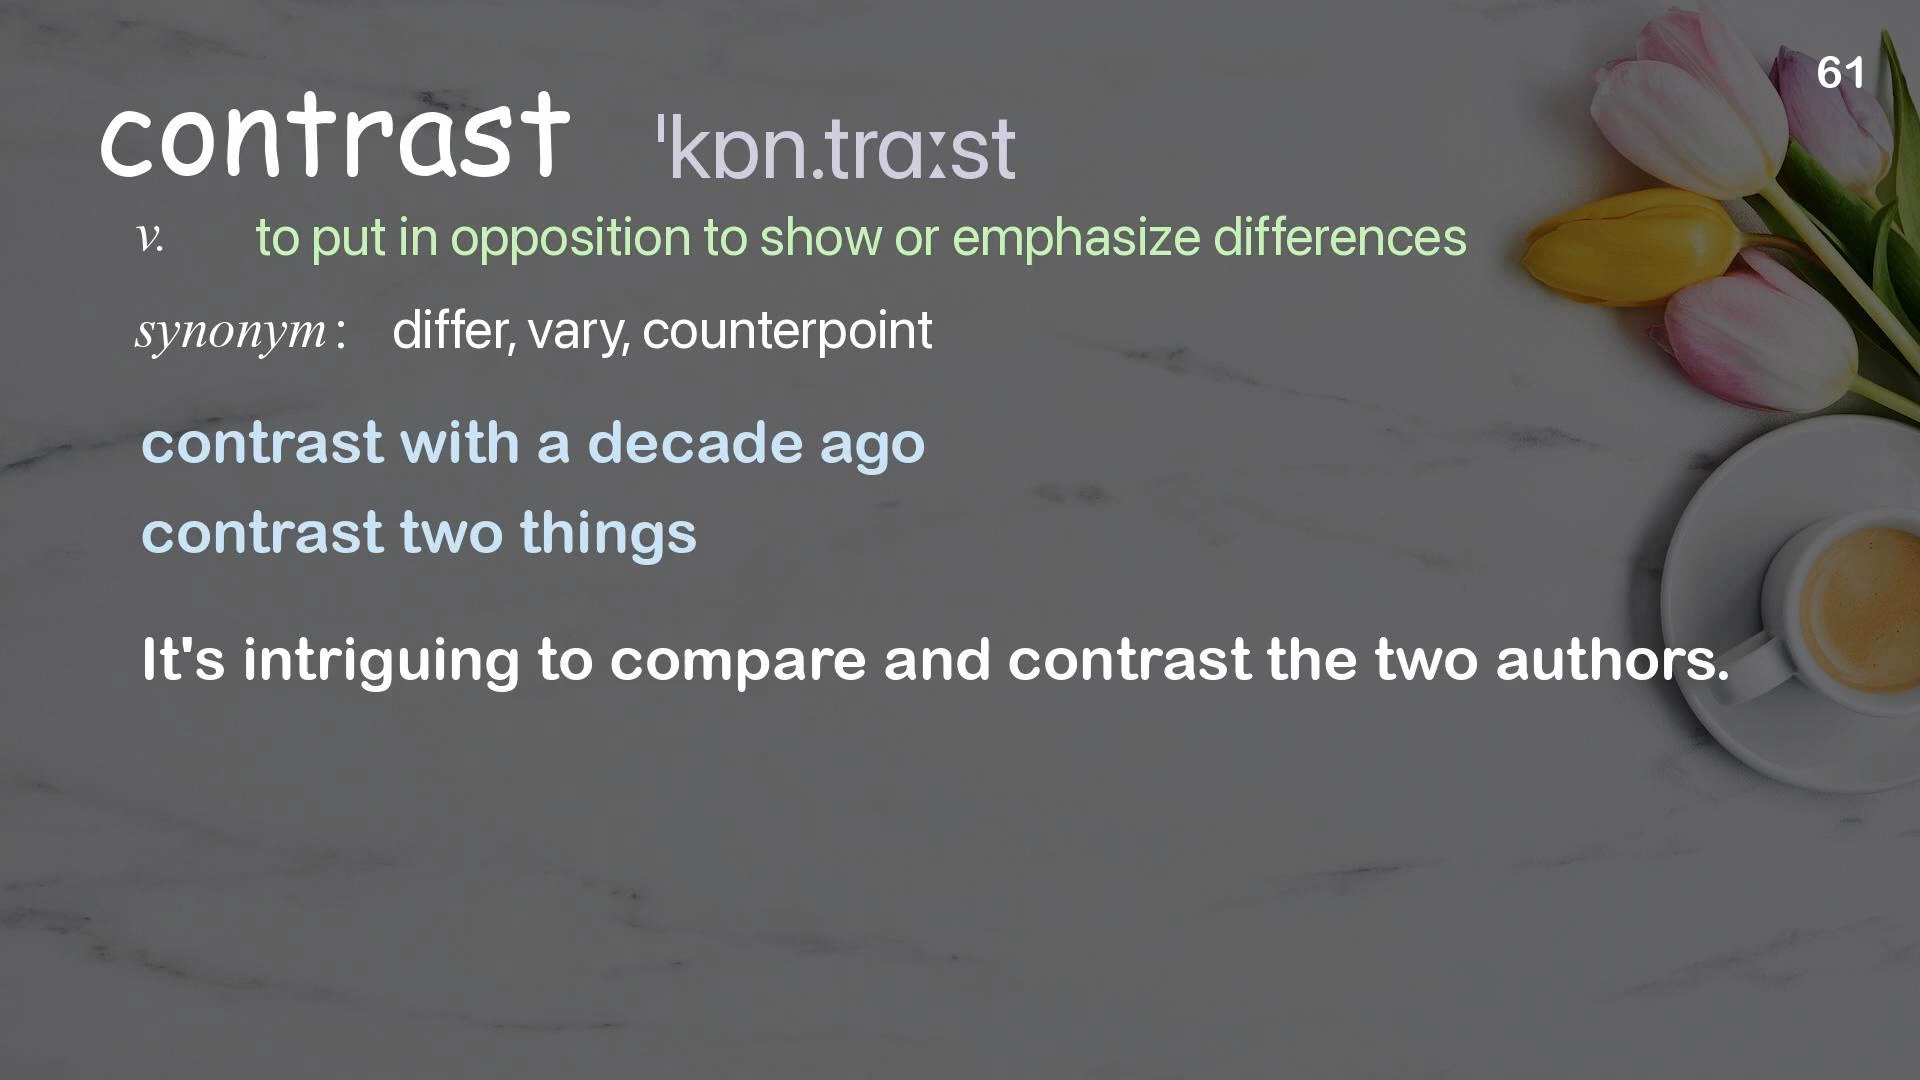 61
contrast ˈkɒn.trɑːst
v. to put in opposition to show or emphasize differences
synonym: differ, vary, counterpoint
contrast with a decade ago
contrast two things
It's intriguing to compare and contrast the two authors.